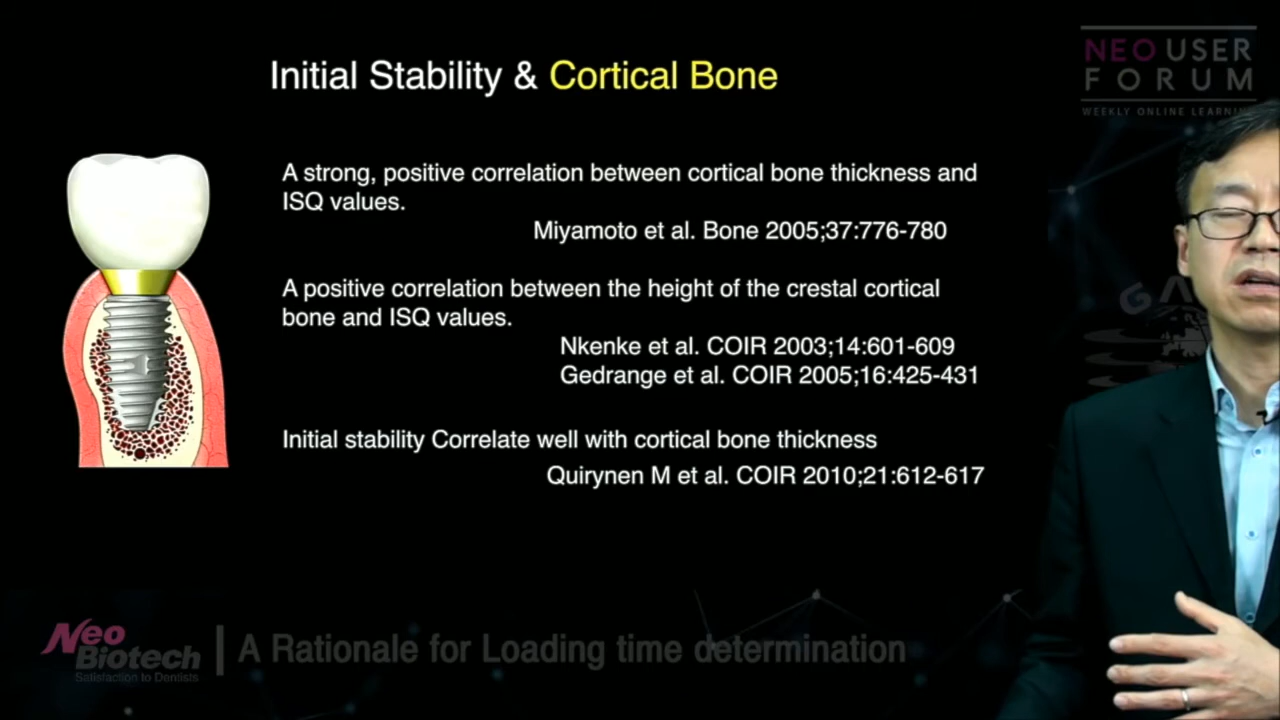 Initial Stability & Cortical Bone
NEO USER
FORUM
WEEKLY ONLINE LEARNING
A strong, positive correlation between cortical bone thickness and
ISQ values.
Miyamoto et al. Bone 2005;37:776-780
A positive correlation between the height of the crestal cortical
bone and ISQ values.
Nkenke et al. COIR 2003;14:601-609
Gedrange et al. COIR 2005;16:425-431
Initial stability Correlate well with cortical bone thickness
Quirynen M et al. COIR 2010;21:612-617
Neo
Biotech
Satisfaction to Dentists
A Rationale for Loading time determination